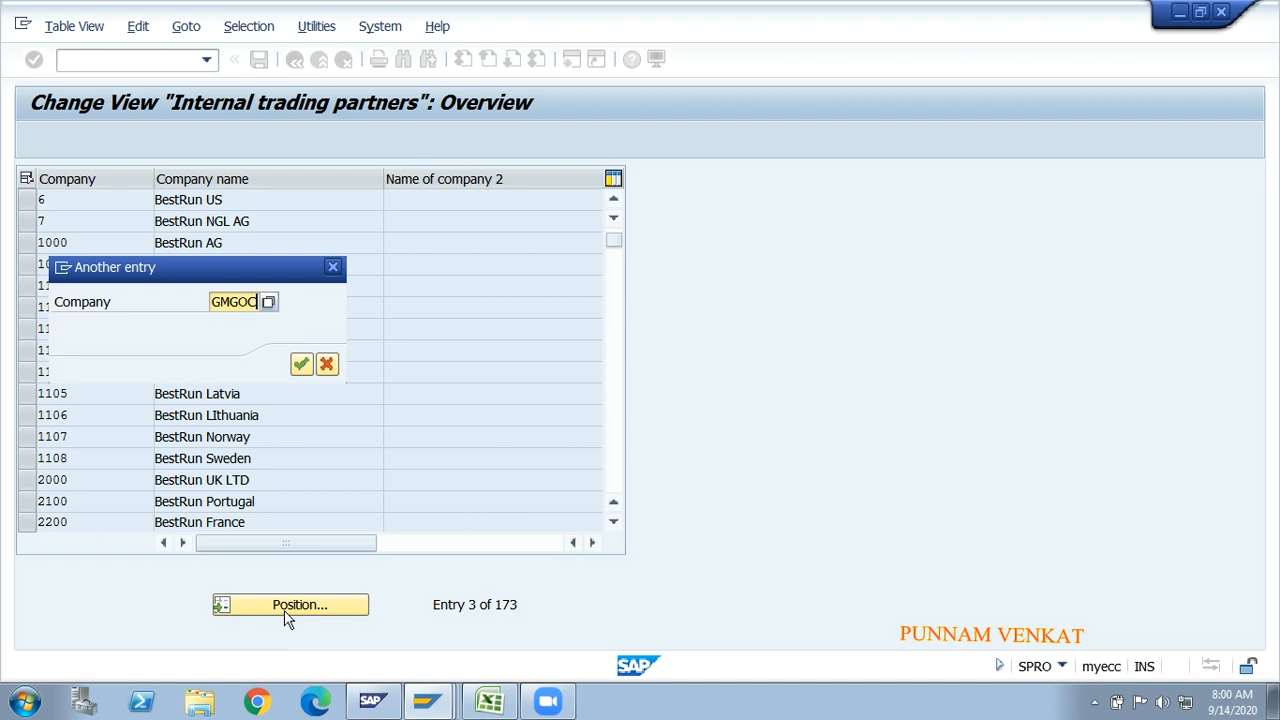 Table View Edit Goto Selection Utilities System Help
Change View "Internal trading partners": Overview
Company Company name Name of company 2
6 BestRun US
7 BestRun NGL AG
1000 BestRun AG
Another entry
Company GMGOC
1105 BestRun Latvia
1106 BestRun LIthuania
1107 BestRun Norway
1108 BestRun Sweden
2000 BestRun UK LTD
2100 BestRun Portugal
2200 BestRun France
Position... Entry 3 of 173
PUNNAM VENKAT
SAP SPRO myecc INS
SAP
8:00 AM
9/14/2020